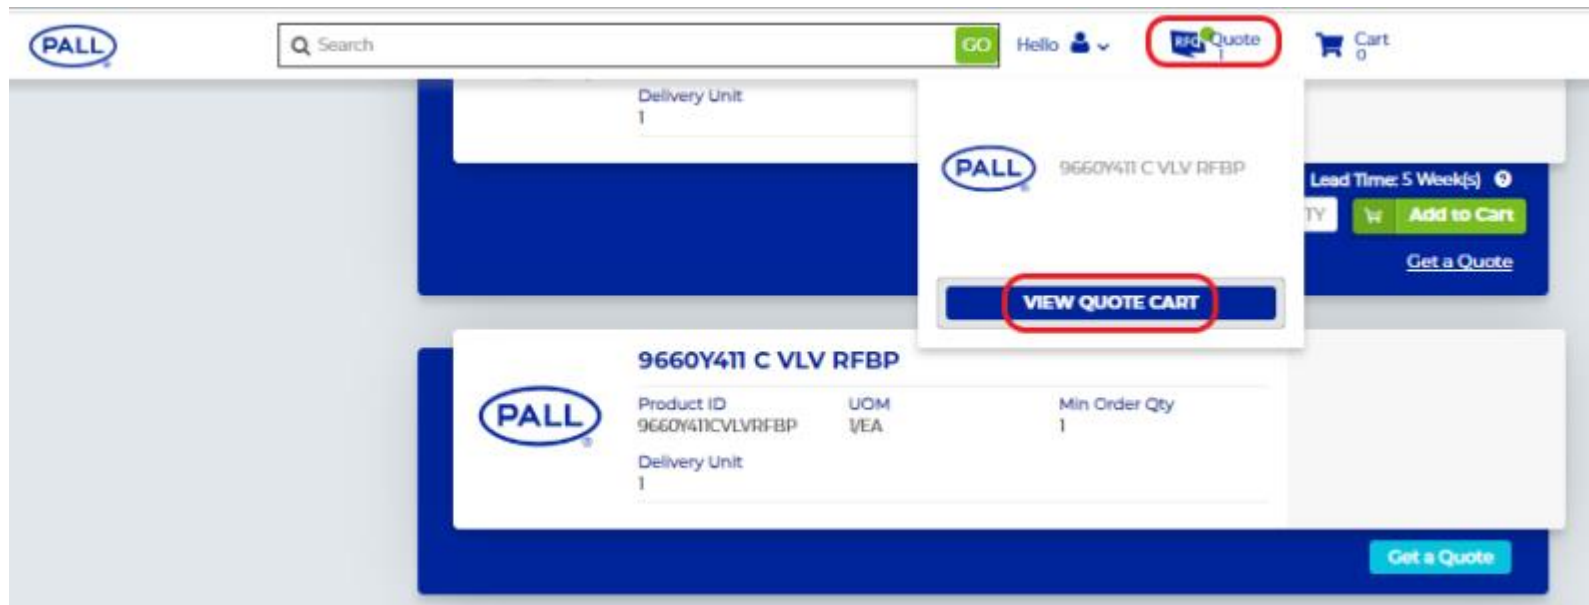 PALL
Search
GO
Hello
RFQ Quote
1
Cart
0
Delivery Unit
1
PALL
9660Y411 C VLV RFBP
Lead Time: 5 Week(s)
TY
Add to Cart
Get a Quote
VIEW QUOTE CART
9660Y411 C VLV RFBP
PALL
Product ID UOM Min Order Qty
9660Y411CVLVRFBP 1/EA 1
Delivery Unit
1
Get a Quote